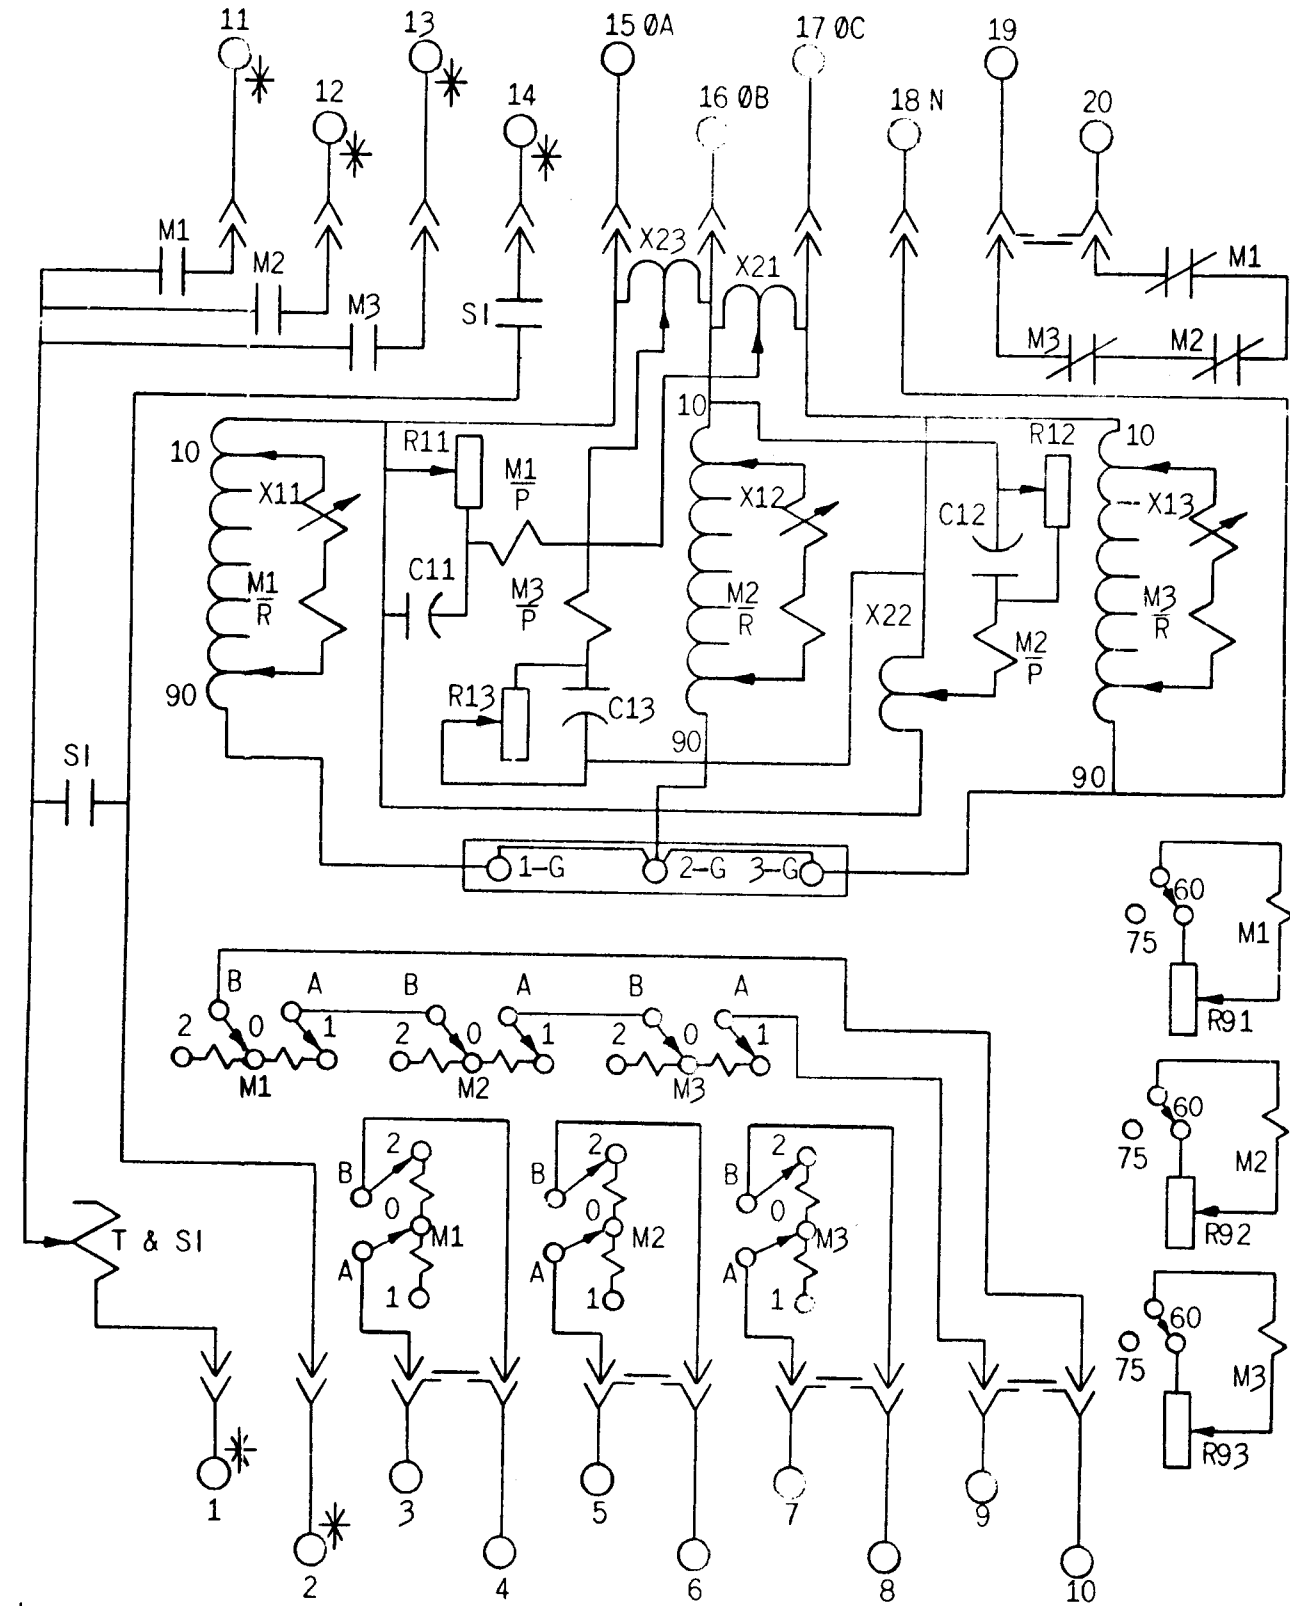 11
13
15 ØA
17 ØC
19
12
14
16 ØB
18 N
20
M1
M2
M3
SI
X23
X21
M1
M3
M2
10
R11
M1
P
10
R12
10
X11
X12
C12
X13
C11
M1
R
M3
P
M2
R
X22
M2
P
M3
R
90
R13
C13
90
90
SI
1-G
2-G
3-G
60
75
M1
R91
B
A
B
A
B
A
2
0
1
2
0
1
2
0
1
M1
M2
M3
60
75
M2
R92
2
B
0
M1
A
1
2
B
0
M2
A
1
2
B
0
M3
A
1
T & SI
60
75
M3
R93
1
3
5
7
9
2
4
6
8
10